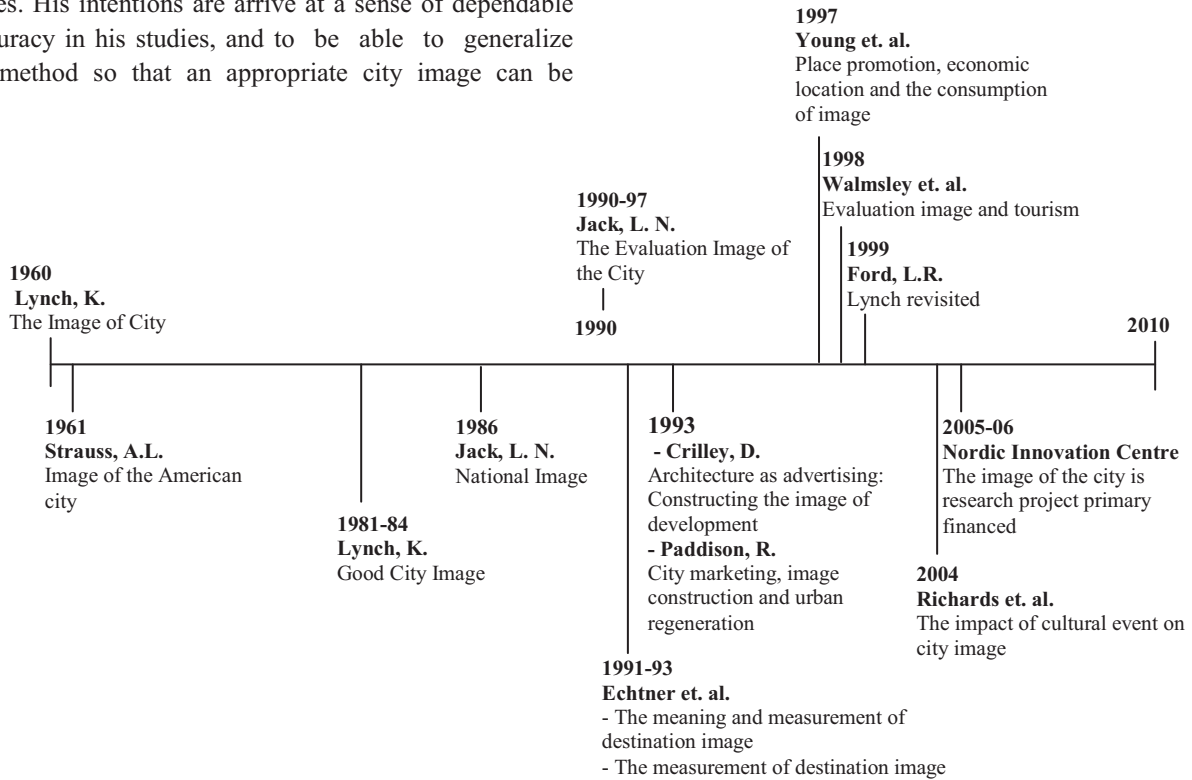 es. His intentions are arrive at a sense of dependable
uracy in his studies, and to be able to generalize
method so that an appropriate city image can be
1997
Young et. al.
Place promotion, economic
location and the consumption
of image
1998
Walmsley et. al.
Evaluation image and tourism
1990-97
Jack, L. N.
The Evaluation Image of
the City
1990
1999
Ford, L.R.
Lynch revisited
1960
Lynch, K.
The Image of City
2010
1961
Strauss, A.L.
Image of the American
city
1981-84
Lynch, K.
Good City Image
1986
Jack, L. N.
National Image
1993
- Crilley, D.
Architecture as advertising:
Constructing the image of
development
- Paddison, R.
City marketing, image
construction and urban
regeneration
2005-06
Nordic Innovation Centre
The image of the city is
research project primary
financed
2004
Richards et. al.
The impact of cultural event on
city image
1991-93
Echtner et. al.
- The meaning and measurement of
destination image
- The measurement of destination image